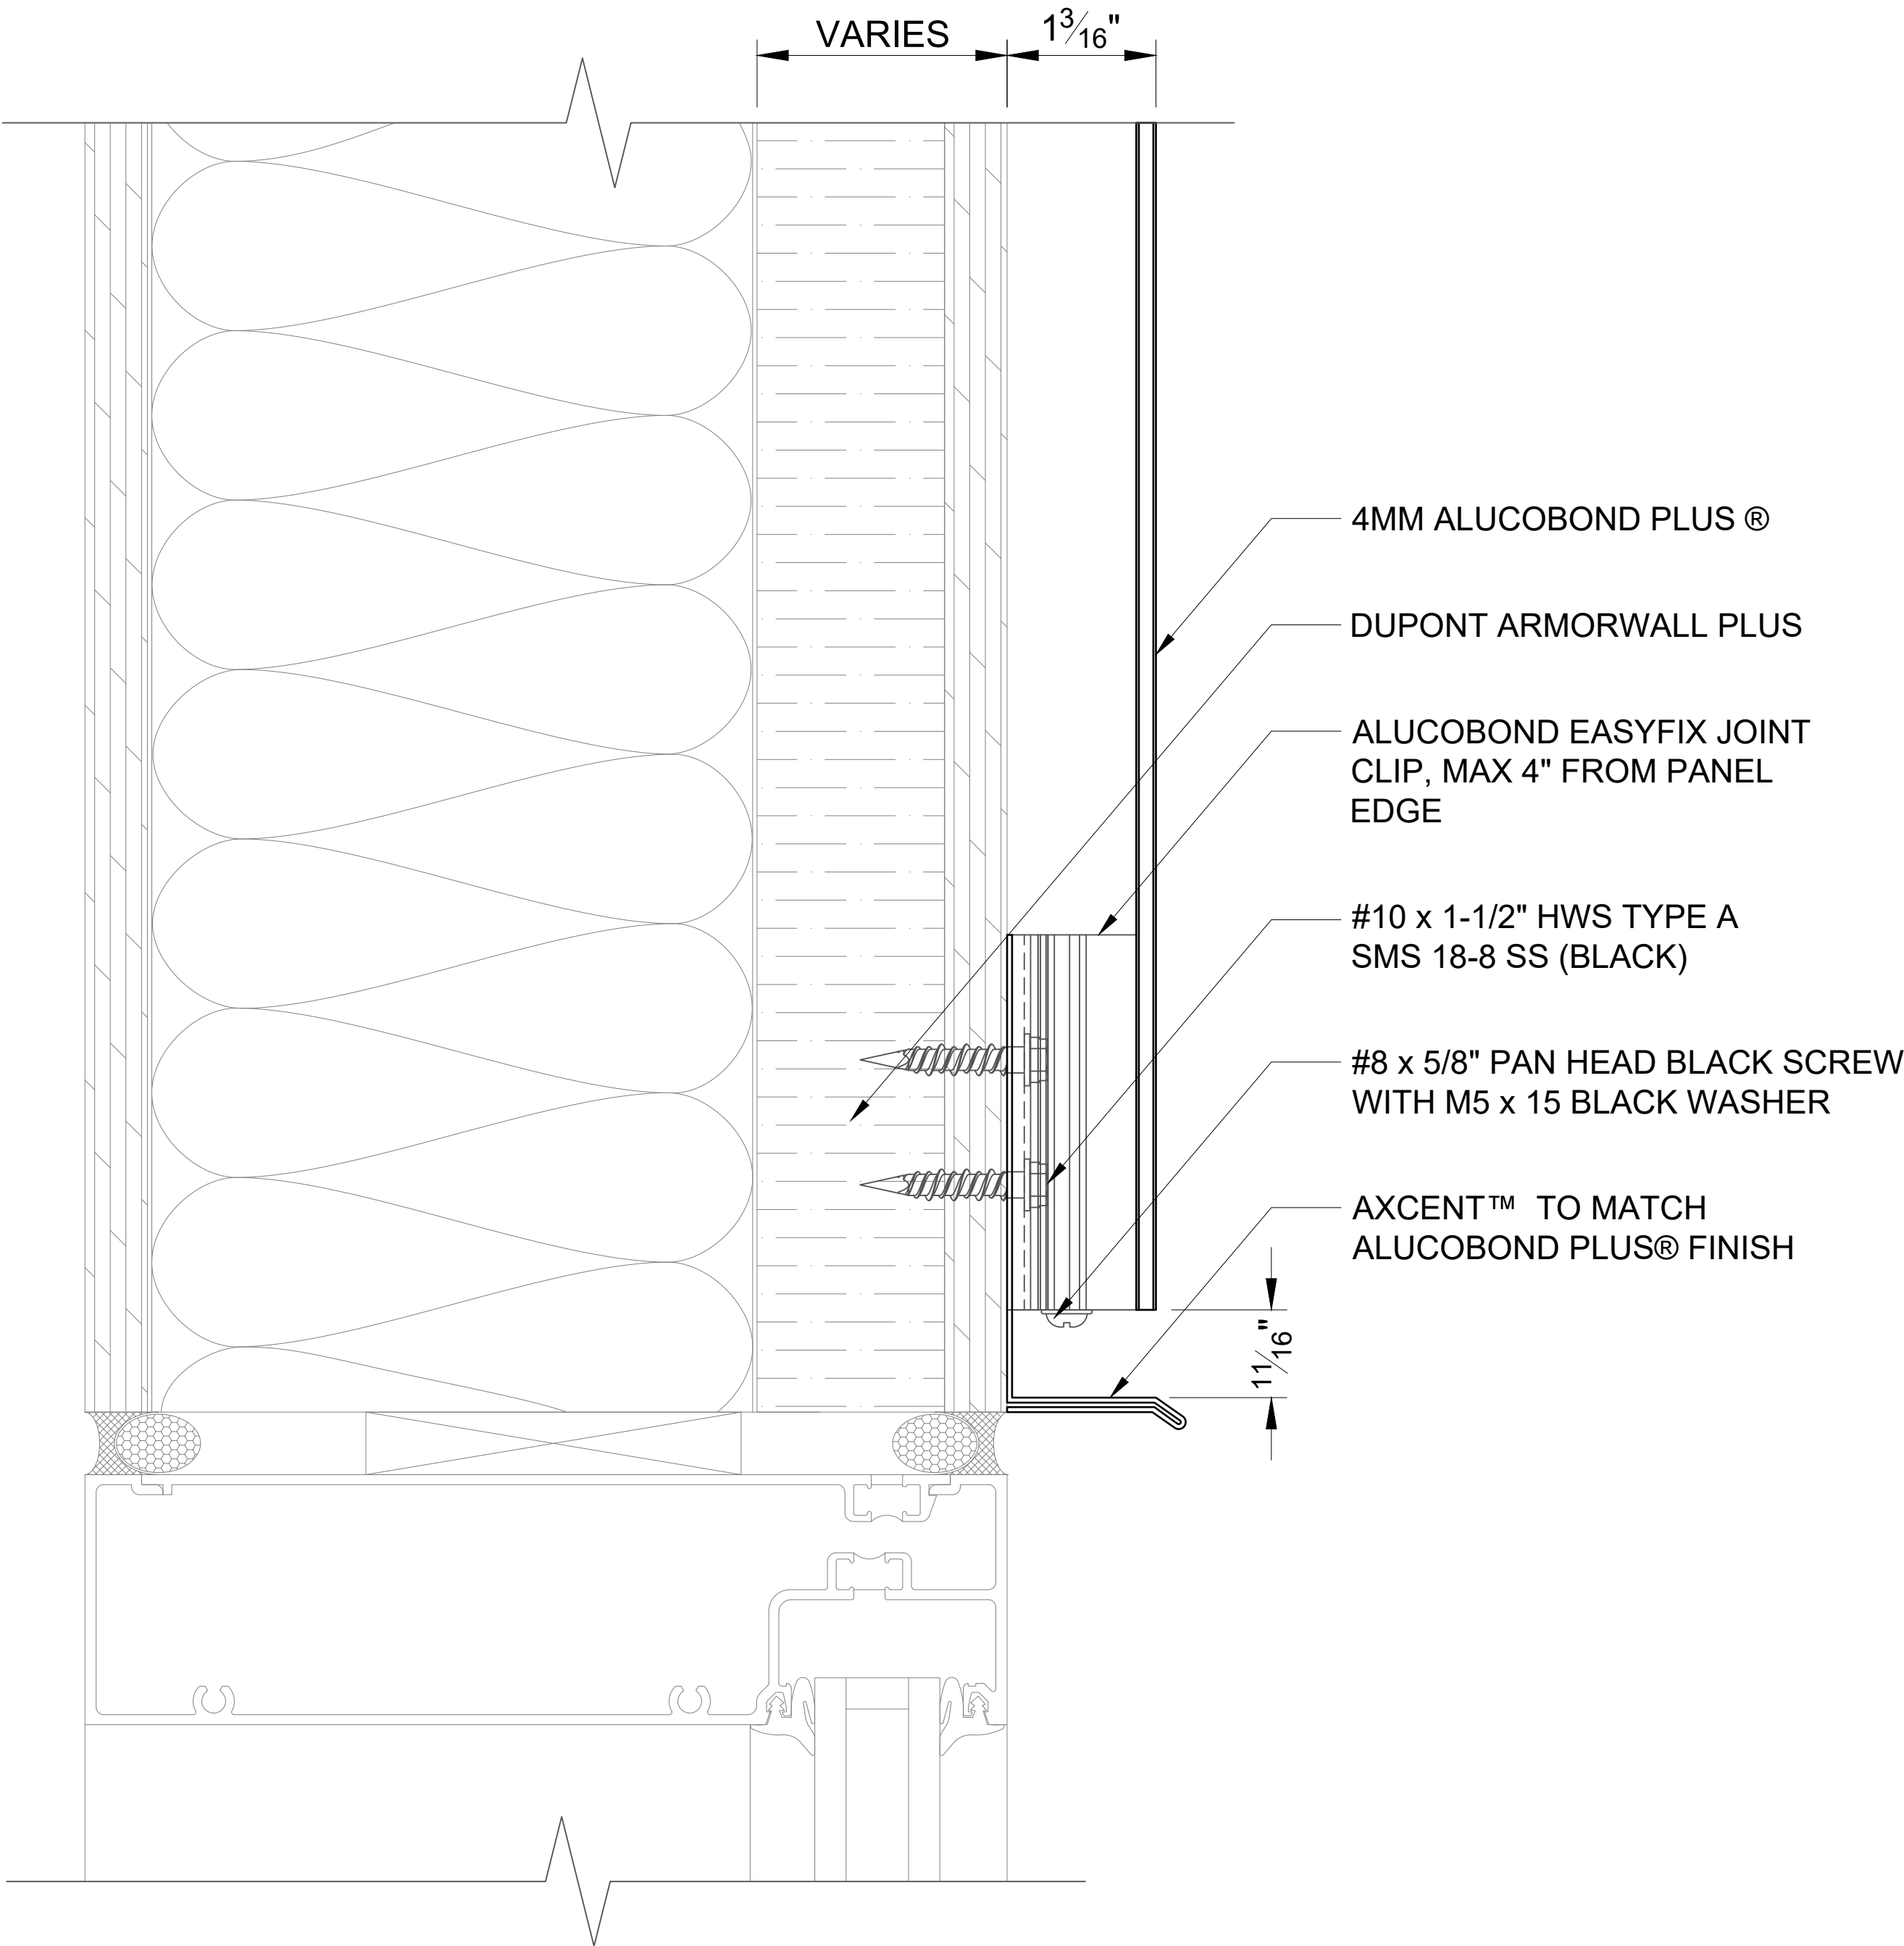 VARIES
1 3/16"
4MM ALUCOBOND PLUS ®
DUPONT ARMORWALL PLUS
ALUCOBOND EASYFIX JOINT
CLIP, MAX 4" FROM PANEL
EDGE
#10 x 1-1/2" HWS TYPE A
SMS 18-8 SS (BLACK)
#8 x 5/8" PAN HEAD BLACK SCREW
WITH M5 x 15 BLACK WASHER
AXCENT™ TO MATCH
ALUCOBOND PLUS® FINISH
11/16"